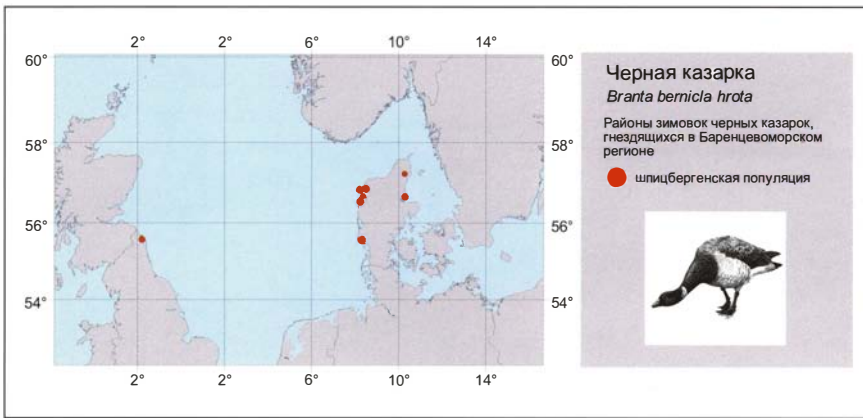 2° 2° 6° 10° 14°
60° 60°
Черная казарка
Branta bernicla hrota
Районы зимовок черных казарок,
гнездящихся в Баренцевоморском
регионе
шпицбергенская популяция
58° 58°
56° 56°
54° 54°
2° 2° 6° 10° 14°